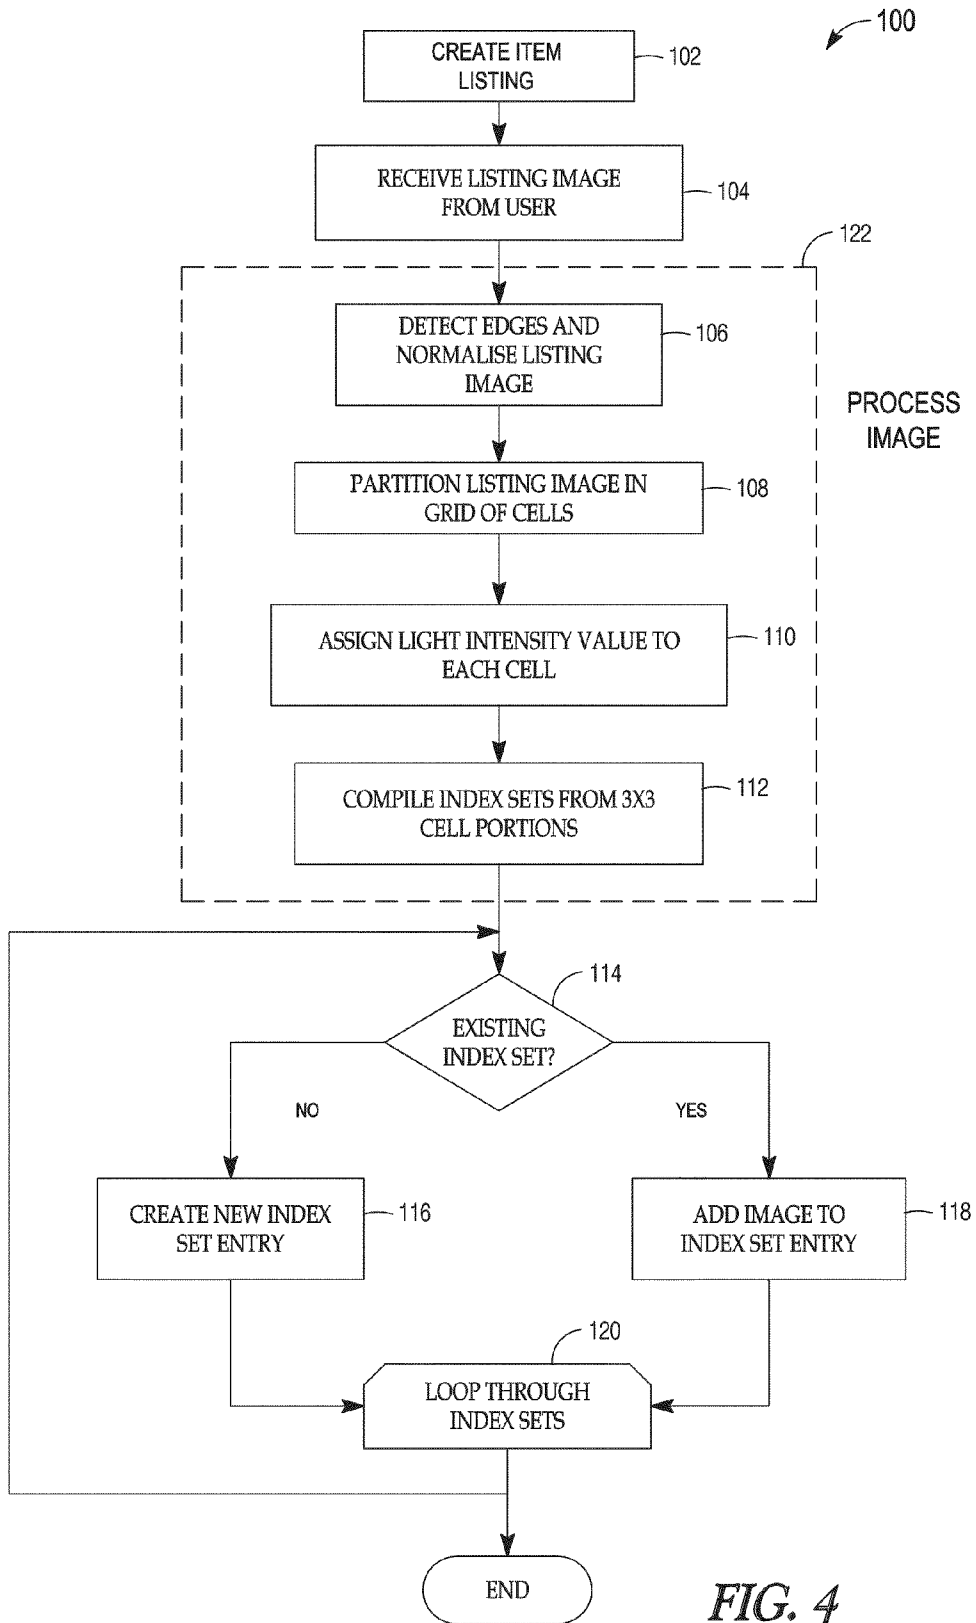 100
CREATE ITEM
LISTING
102
RECEIVE LISTING IMAGE
FROM USER
104
122
DETECT EDGES AND
NORMALISE LISTING
IMAGE
106
PROCESS
IMAGE
PARTITION LISTING IMAGE IN
GRID OF CELLS
108
ASSIGN LIGHT INTENSITY VALUE TO
EACH CELL
110
COMPILE INDEX SETS FROM 3X3
CELL PORTIONS
112
114
EXISTING
INDEX SET?
NO
YES
CREATE NEW INDEX
SET ENTRY
116
ADD IMAGE TO
INDEX SET ENTRY
118
120
LOOP THROUGH
INDEX SETS
END
FIG. 4